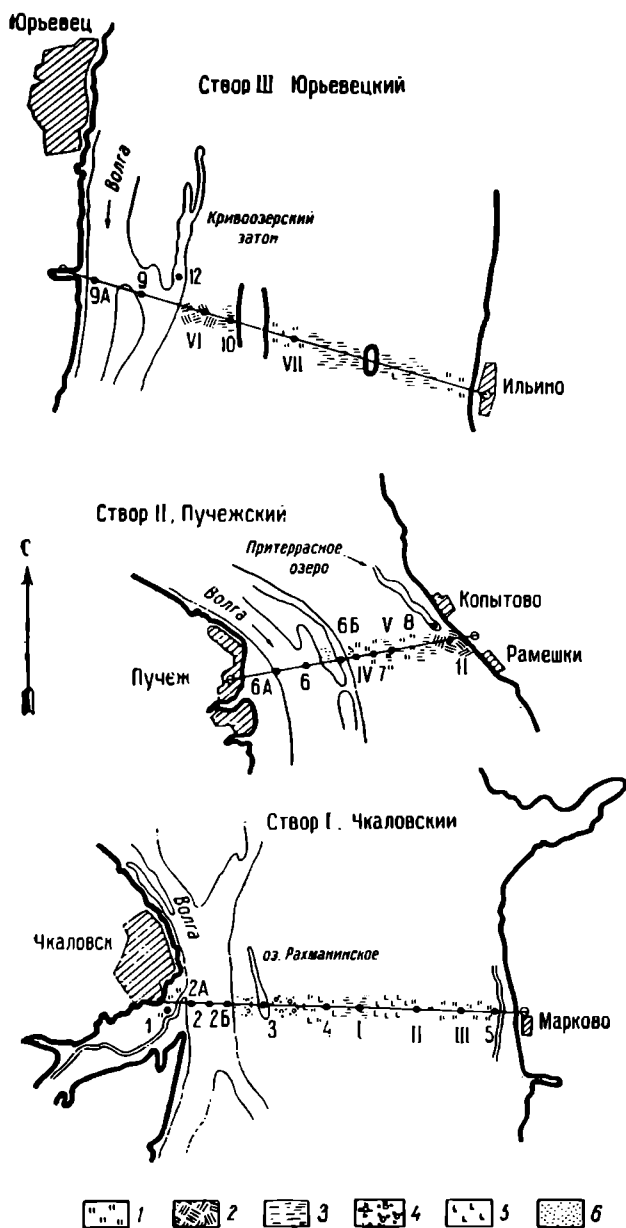 Юрьевец
Створ III Юрьевецкий
Волга
Кривоозерский
затон
9А
9
12
VI
10
VII
Ильино
Створ II, Пучежский
С
Притеррасное
озеро
Волга
Копытово
6Б
V
8
Пучеж
6А
6
IV
7
11
Рамешки
Створ I. Чкаловский
Волга
Чкаловск
оз. Рахманинское
2А
1
2
2Б
3
4
I
II
III
5
Марково
1
2
3
4
5
6